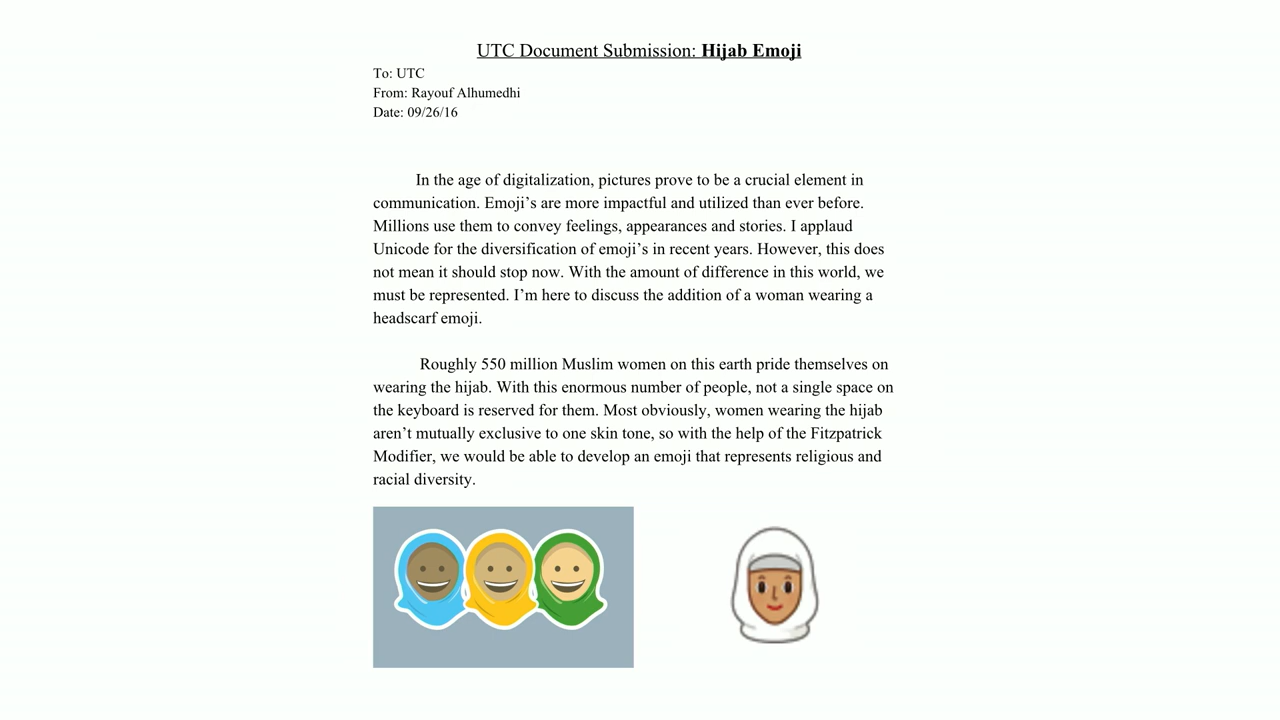 UTC Document Submission: Hijab Emoji
To: UTC
From: Rayouf Alhumedhi
Date: 09/26/16
In the age of digitalization, pictures prove to be a crucial element in
communication. Emoji’s are more impactful and utilized than ever before.
Millions use them to convey feelings, appearances and stories. I applaud
Unicode for the diversification of emoji’s in recent years. However, this does
not mean it should stop now. With the amount of difference in this world, we
must be represented. I’m here to discuss the addition of a woman wearing a
headscarf emoji.
Roughly 550 million Muslim women on this earth pride themselves on
wearing the hijab. With this enormous number of people, not a single space on
the keyboard is reserved for them. Most obviously, women wearing the hijab
aren’t mutually exclusive to one skin tone, so with the help of the Fitzpatrick
Modifier, we would be able to develop an emoji that represents religious and
racial diversity.